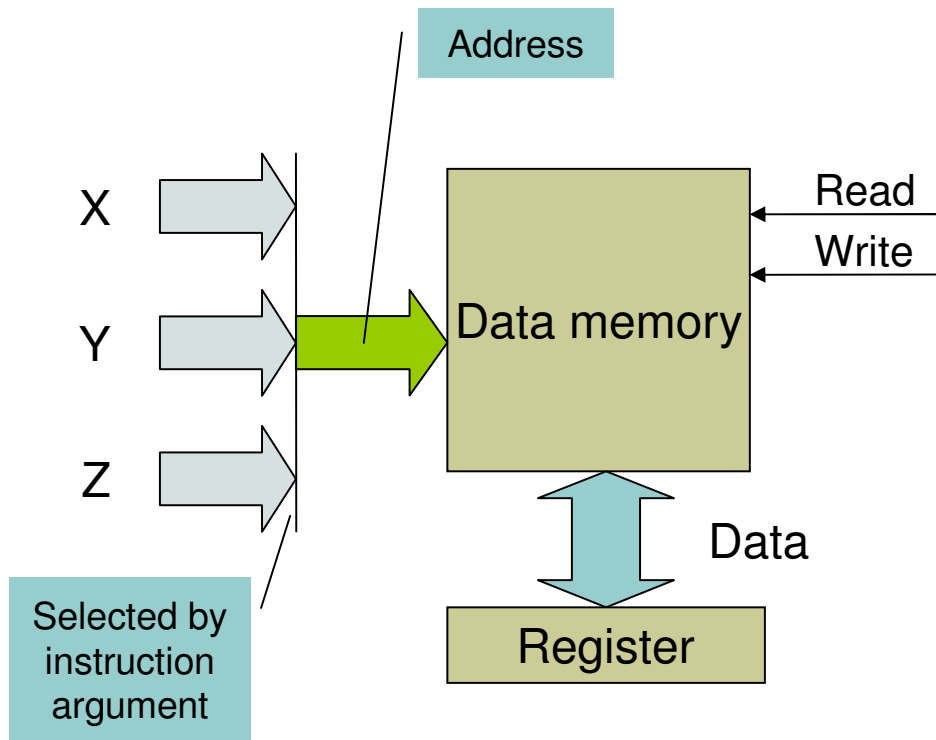 Address
X
Read
Write
Y
Data memory
Z
Data
Selected by
instruction
argument
Register